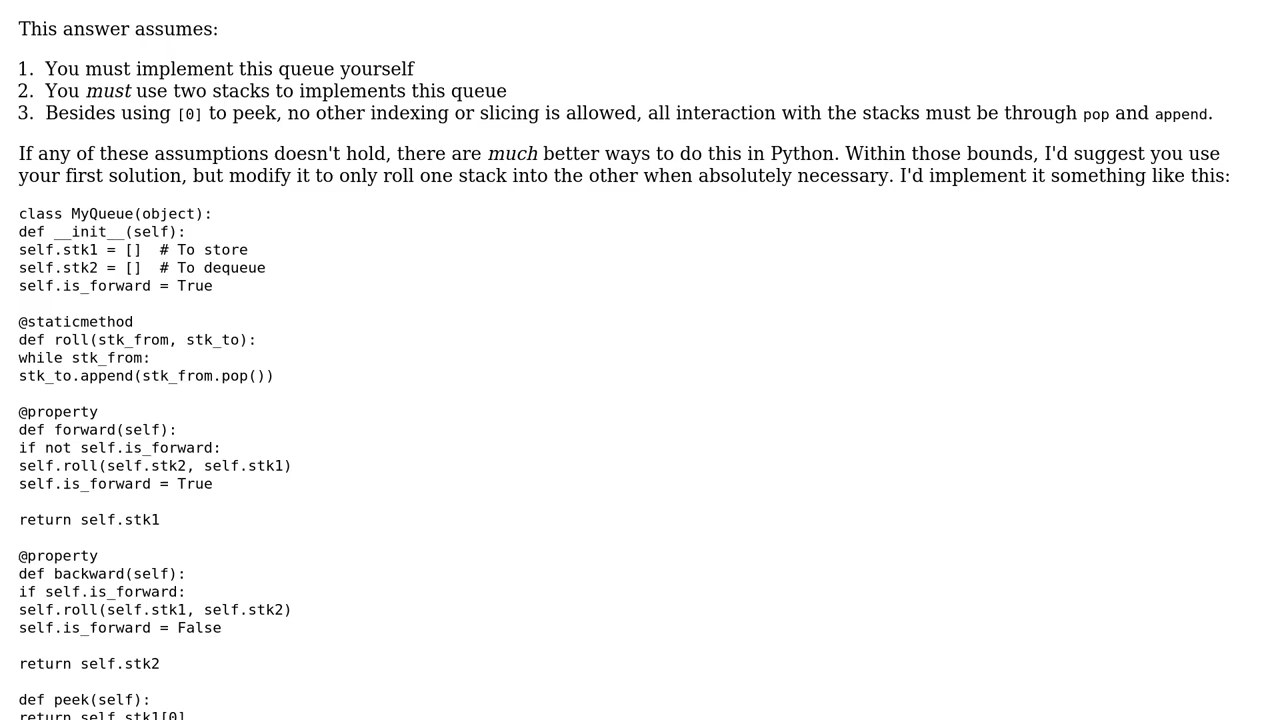 This answer assumes:
1. You must implement this queue yourself
2. You must use two stacks to implements this queue
3. Besides using [0] to peek, no other indexing or slicing is allowed, all interaction with the stacks must be through pop and append.
If any of these assumptions doesn't hold, there are much better ways to do this in Python. Within those bounds, I'd suggest you use
your first solution, but modify it to only roll one stack into the other when absolutely necessary. I'd implement it something like this:
class MyQueue(object):
def __init__(self):
self.stk1 = []  # To store
self.stk2 = []  # To dequeue
self.is_forward = True
@staticmethod
def roll(stk_from, stk_to):
while stk_from:
stk_to.append(stk_from.pop())
@property
def forward(self):
if not self.is_forward:
self.roll(self.stk2, self.stk1)
self.is_forward = True
return self.stk1
@property
def backward(self):
if self.is_forward:
self.roll(self.stk1, self.stk2)
self.is_forward = False
return self.stk2
def peek(self):
return self.stk1[0]